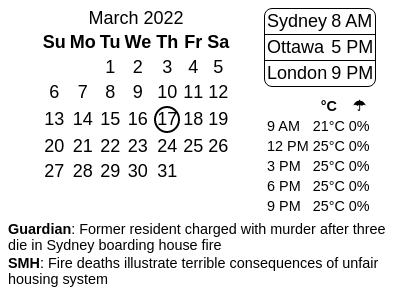 March 2022
Su Mo Tu We Th Fr Sa
1 2 3 4 5
6 7 8 9 10 11 12
13 14 15 16 17 18 19
20 21 22 23 24 25 26
27 28 29 30 31
Sydney 8 AM
Ottawa 5 PM
London 9 PM
°C ☂
9 AM 21°C 0%
12 PM 25°C 0%
3 PM 25°C 0%
6 PM 25°C 0%
9 PM 25°C 0%
Guardian: Former resident charged with murder after three
die in Sydney boarding house fire
SMH: Fire deaths illustrate terrible consequences of unfair
housing system